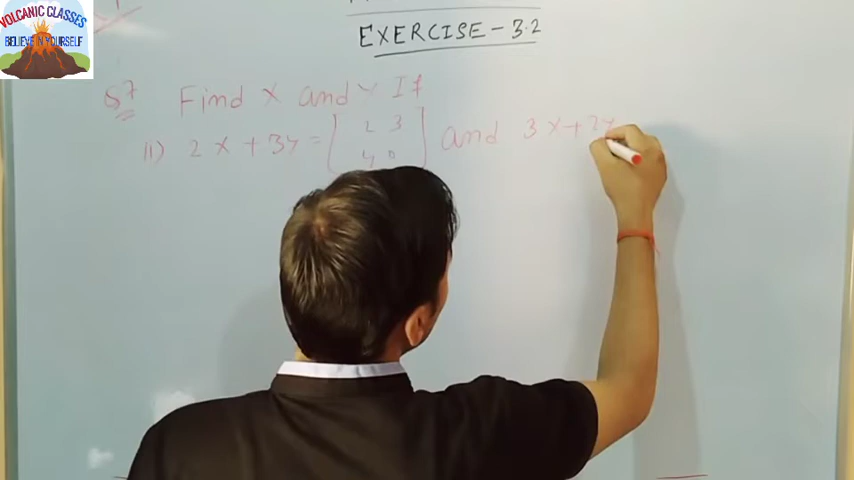 VOLCANIC CLASSES
BELIEVE IN YOURSELF
EXERCISE - 3.2
Q7 Find X and Y If
ii) 2X + 3Y = [2 3
4 0] and 3X + 2Y